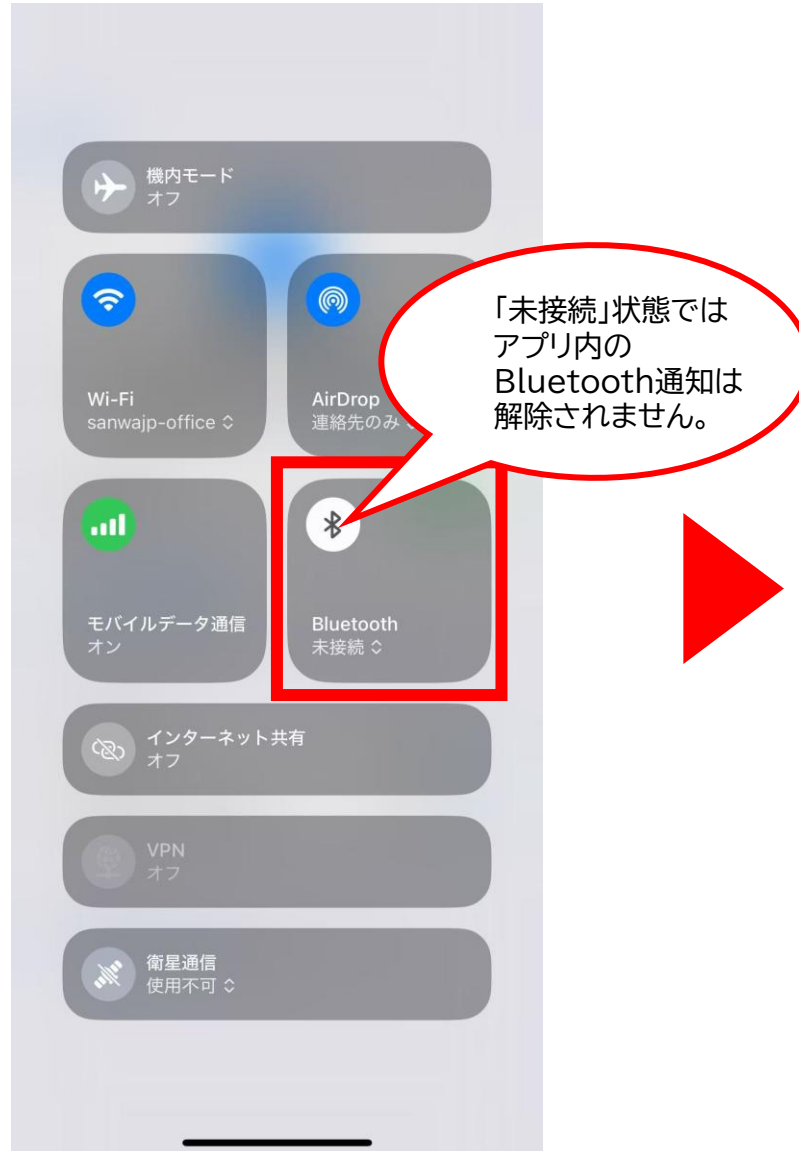 機内モード
オフ
Wi-Fi
sanwajp-office
AirDrop
連絡先のみ
「未接続」状態では
アプリ内の
Bluetooth通知は
解除されません。
モバイルデータ通信
オン
Bluetooth
未接続
インターネット共有
オフ
VPN
オフ
衛星通信
使用不可